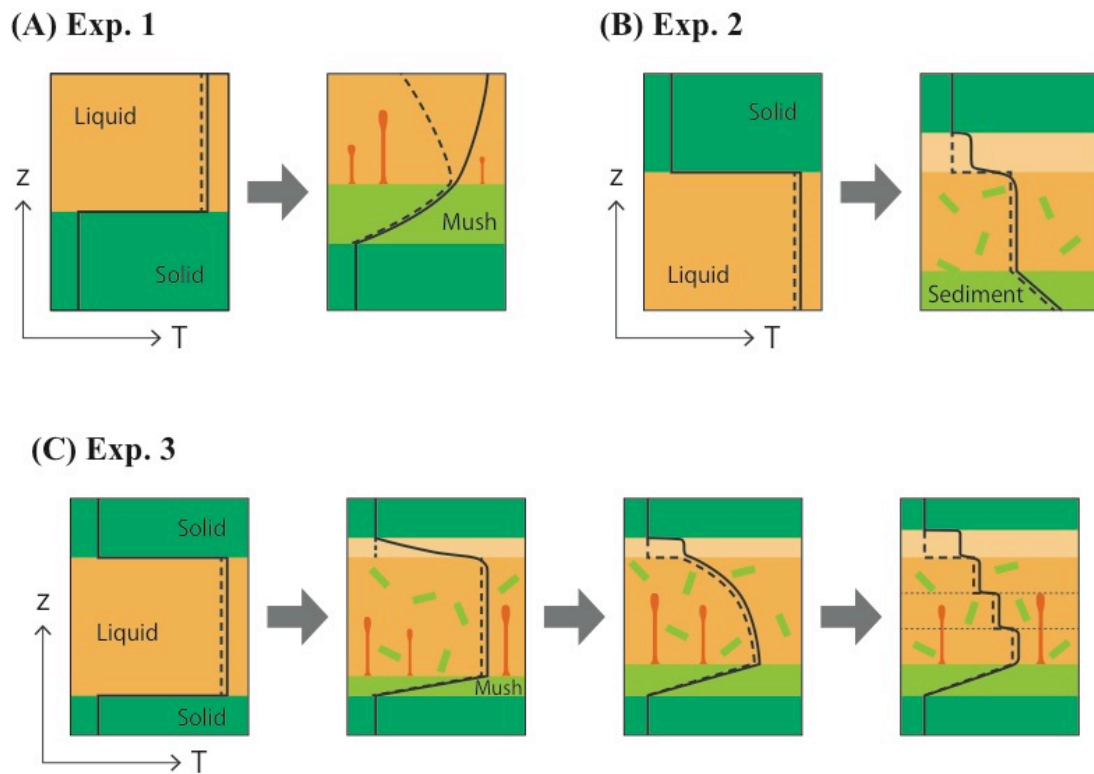 (A) Exp. 1
Liquid
Solid
z
T
Mush
(B) Exp. 2
Solid
Liquid
z
T
Sediment
(C) Exp. 3
Solid
Liquid
Solid
z
T
Mush